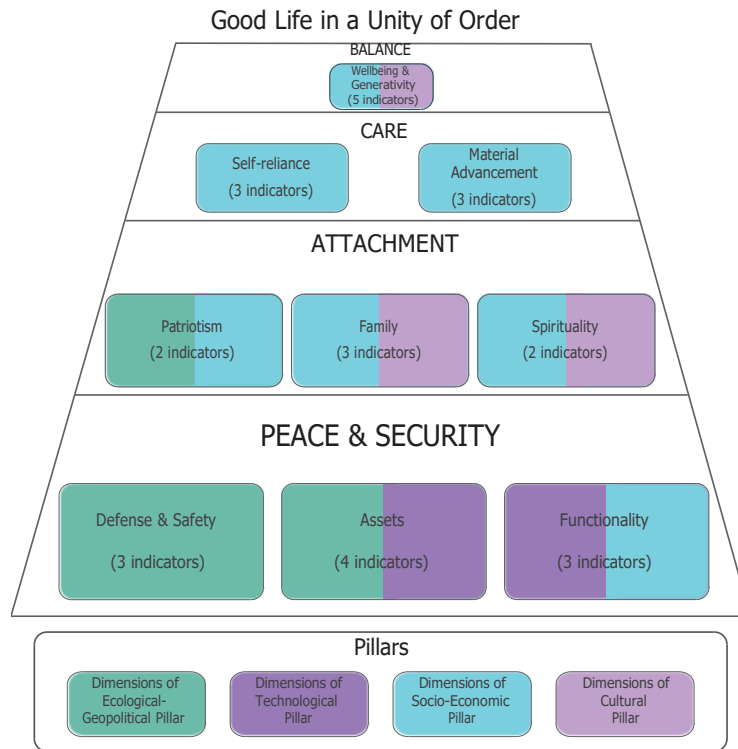 Good Life in a Unity of Order
BALANCE
Wellbeing &
Generativity
(5 indicators)
CARE
Self-reliance
(3 indicators)
Material
Advancement
(3 indicators)
ATTACHMENT
Patriotism
(2 indicators)
Family
(3 indicators)
Spirituality
(2 indicators)
PEACE & SECURITY
Defense & Safety
(3 indicators)
Assets
(4 indicators)
Functionality
(3 indicators)
Pillars
Dimensions of
Ecological-
Geopolitical Pillar
Dimensions of
Technological
Pillar
Dimensions of
Socio-Economic
Pillar
Dimensions of
Cultural
Pillar